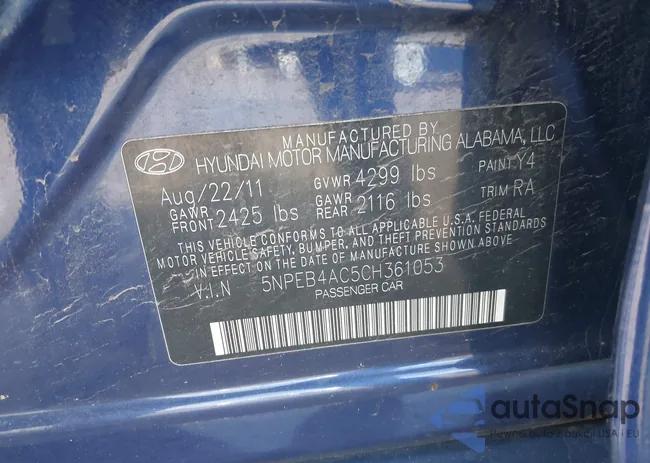 MANUFACTURED BY
HYUNDAI MOTOR MANUFACTURING ALABAMA, LLC
Aug/22/11 GVWR 4299 lbs PAINT Y4
GAWR FRONT 2425 lbs GAWR REAR 2116 lbs TRIM RA
THIS VEHICLE CONFORMS TO ALL APPLICABLE U.S.A. FEDERAL
MOTOR VEHICLE SAFETY, BUMPER, AND THEFT PREVENTION STANDARDS
IN EFFECT ON THE DATE OF MANUFACTURE SHOWN ABOVE.
V.I.N 5NPEB4AC5CH361053
PASSENGER CAR
autoSnap